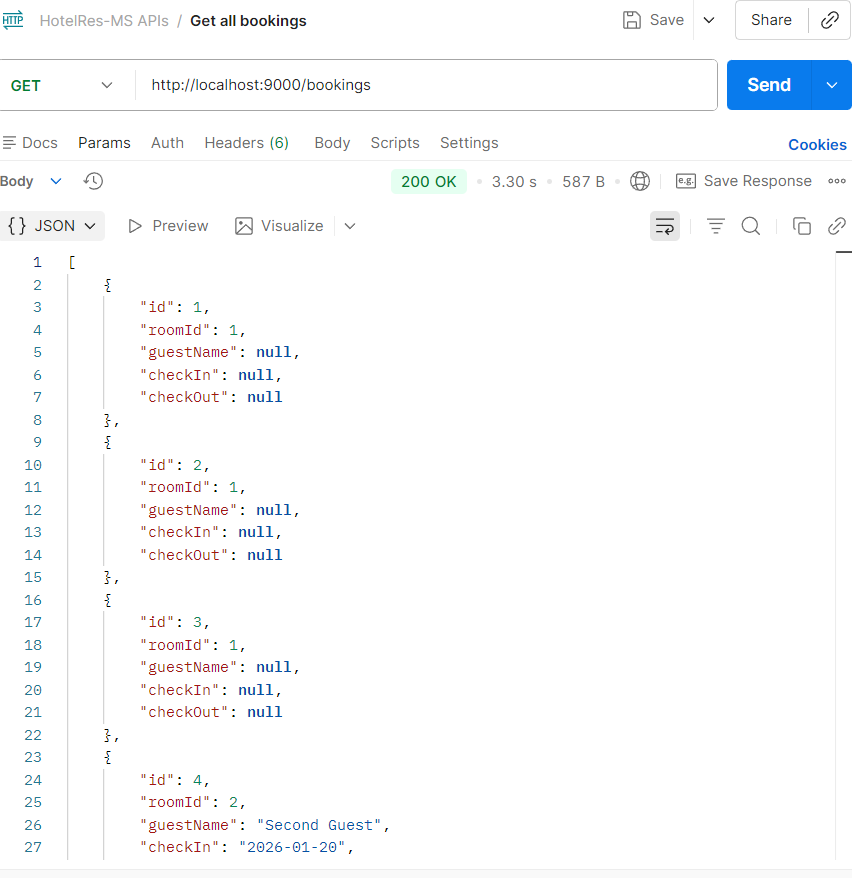 HTTP HotelRes-MS APIs / Get all bookings Save Share
GET http://localhost:9000/bookings Send
Docs Params Auth Headers (6) Body Scripts Settings Cookies
Body 200 OK • 3.30 s • 587 B • e.g. Save Response
{} JSON Preview Visualize
1 [
2 {
3 "id": 1,
4 "roomId": 1,
5 "guestName": null,
6 "checkIn": null,
7 "checkOut": null
8 },
9 {
10 "id": 2,
11 "roomId": 1,
12 "guestName": null,
13 "checkIn": null,
14 "checkOut": null
15 },
16 {
17 "id": 3,
18 "roomId": 1,
19 "guestName": null,
20 "checkIn": null,
21 "checkOut": null
22 },
23 {
24 "id": 4,
25 "roomId": 2,
26 "guestName": "Second Guest",
27 "checkIn": "2026-01-20",